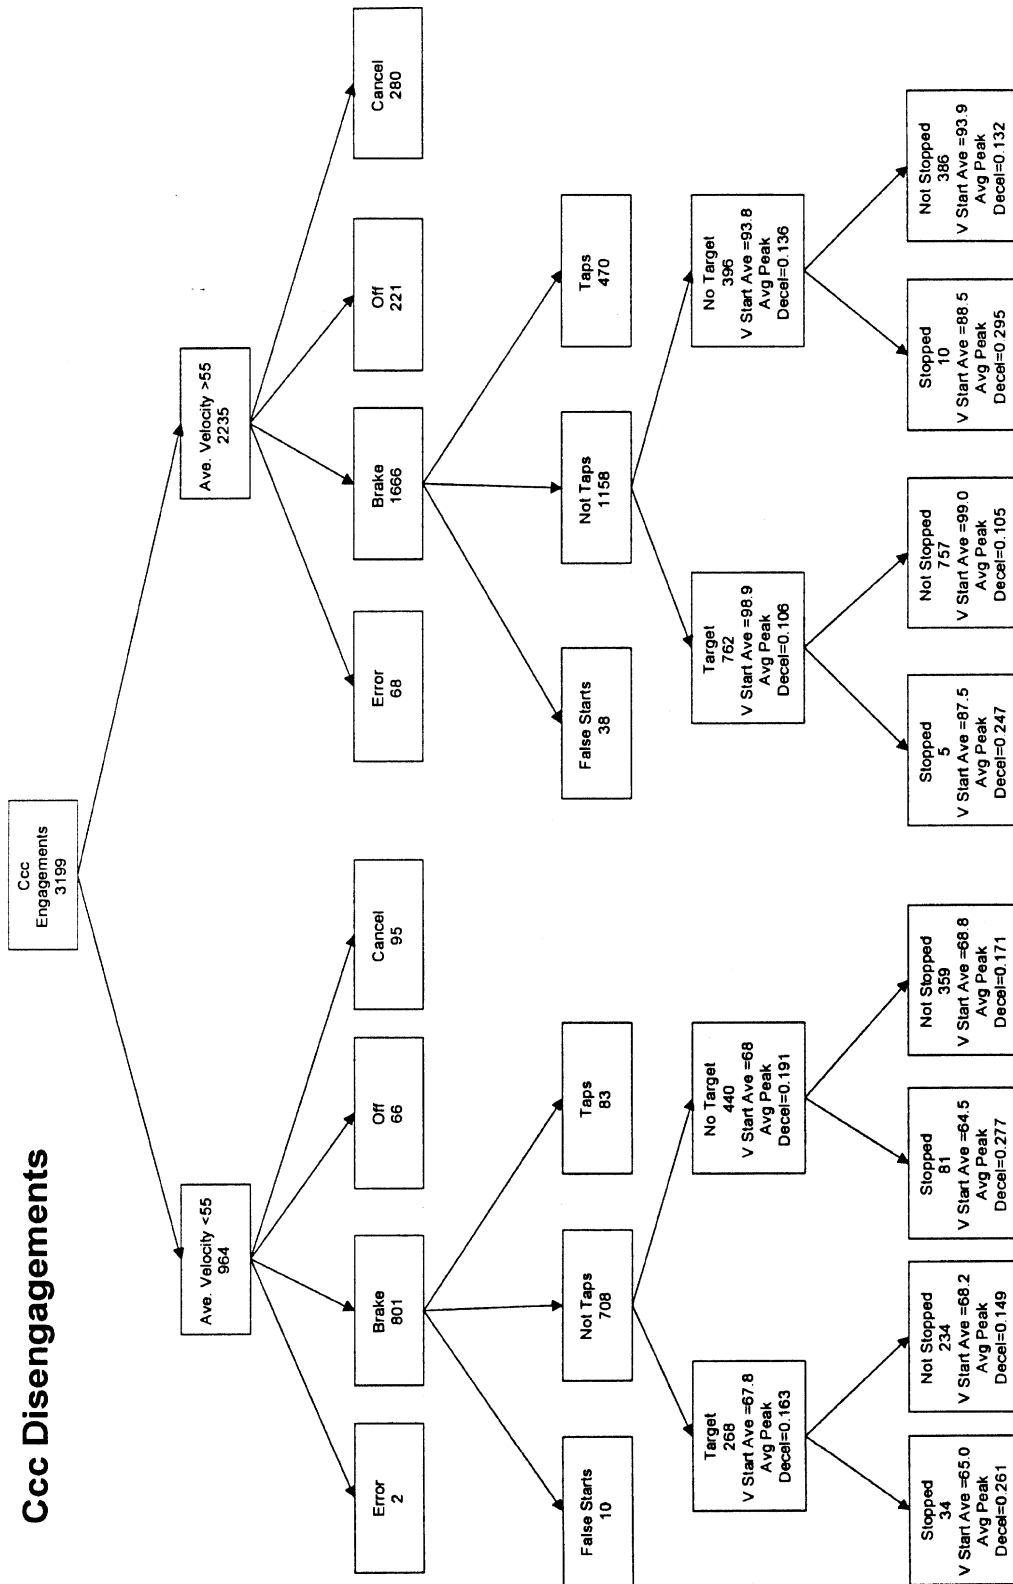 Ccc Disengagements
Ccc
Engagements
3199
Ave. Velocity <55
964
Ave. Velocity >55
2235
Error
2
Brake
801
Off
66
Cancel
95
Error
68
Brake
1666
Off
221
Cancel
280
False Starts
10
Not Taps
708
Taps
83
False Starts
38
Not Taps
1158
Taps
470
Target
268
V Start Ave =67.8
Avg Peak
Decel=0.163
No Target
440
V Start Ave =68
Avg Peak
Decel=0.191
Target
762
V Start Ave =98.9
Avg Peak
Decel=0.106
No Target
396
V Start Ave =93.8
Avg Peak
Decel=0.136
Stopped
34
V Start Ave =65.0
Avg Peak
Decel=0.261
Not Stopped
234
V Start Ave =68.2
Avg Peak
Decel=0.149
Stopped
81
V Start Ave =64.5
Avg Peak
Decel=0.277
Not Stopped
359
V Start Ave =68.8
Avg Peak
Decel=0.171
Stopped
5
V Start Ave =87.5
Avg Peak
Decel=0.247
Not Stopped
757
V Start Ave =99.0
Avg Peak
Decel=0.105
Stopped
10
V Start Ave =88.5
Avg Peak
Decel=0.295
Not Stopped
386
V Start Ave =93.9
Avg Peak
Decel=0.132